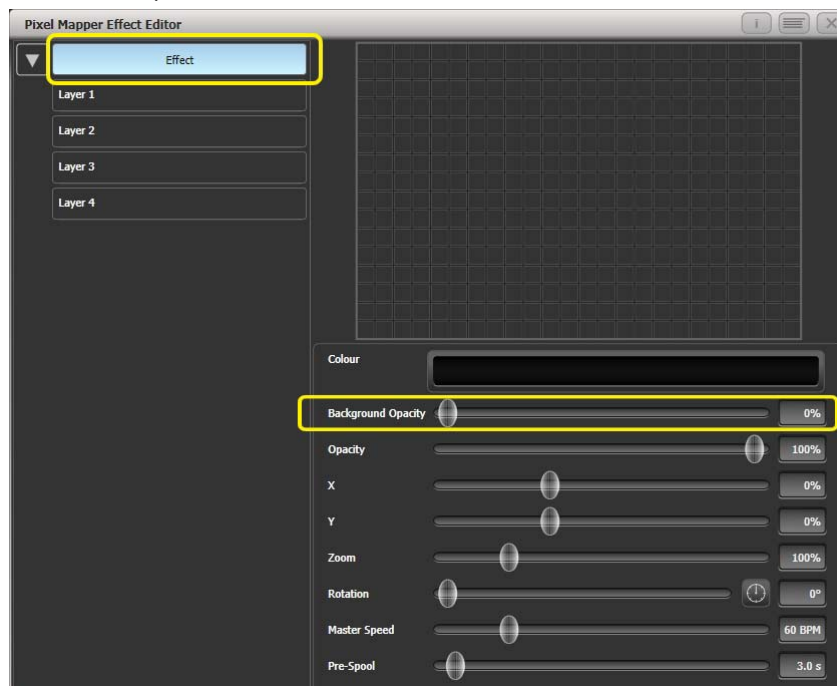 Pixel Mapper Effect Editor
Effect
Layer 1
Layer 2
Layer 3
Layer 4
Colour
Background Opacity 0%
Opacity 100%
X 0%
Y 0%
Zoom 100%
Rotation 0°
Master Speed 60 BPM
Pre-Spool 3.0 s